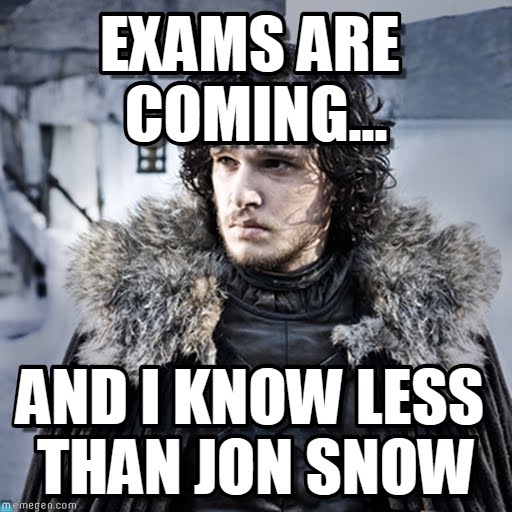 EXAMS ARE
COMING...
AND I KNOW LESS
THAN JON SNOW
memegen.com